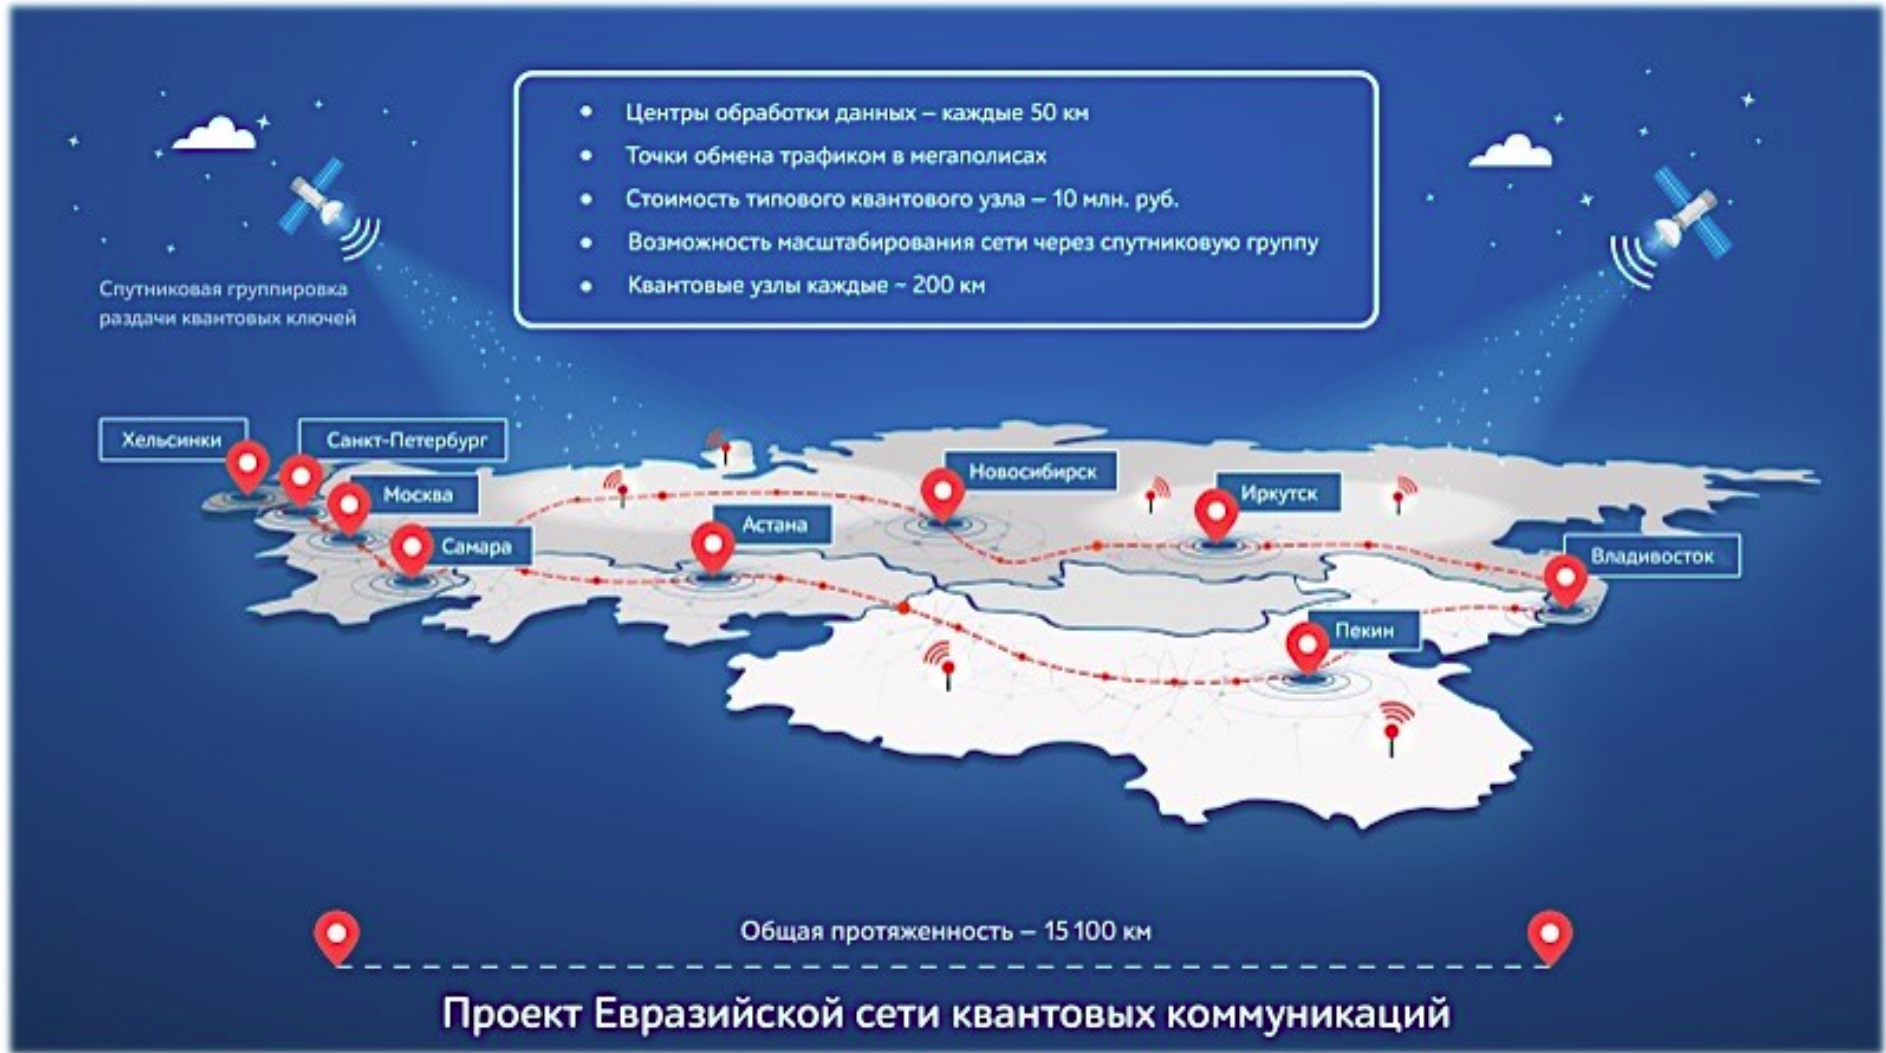 Центры обработки данных – каждые 50 км
Точки обмена трафиком в мегаполисах
Стоимость типового квантового узла – 10 млн. руб.
Возможность масштабирования сети через спутниковую группу
Квантовые узлы каждые ~ 200 км
Спутниковая группировка
раздачи квантовых ключей
Хельсинки
Санкт-Петербург
Москва
Самара
Астана
Новосибирск
Иркутск
Владивосток
Пекин
Общая протяженность – 15 100 км
Проект Евразийской сети квантовых коммуникаций